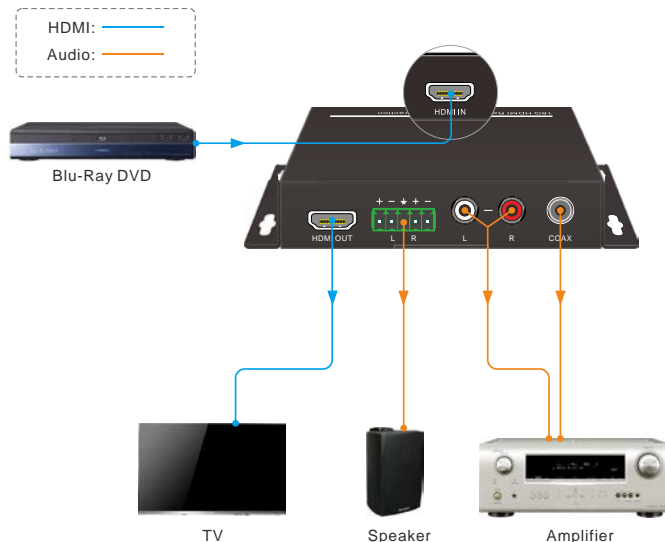 HDMI:
Audio:
HDMI IN
Blu-Ray DVD
+ − + −
HDMI OUT
L R
L – R
COAX
TV
Speaker
Amplifier